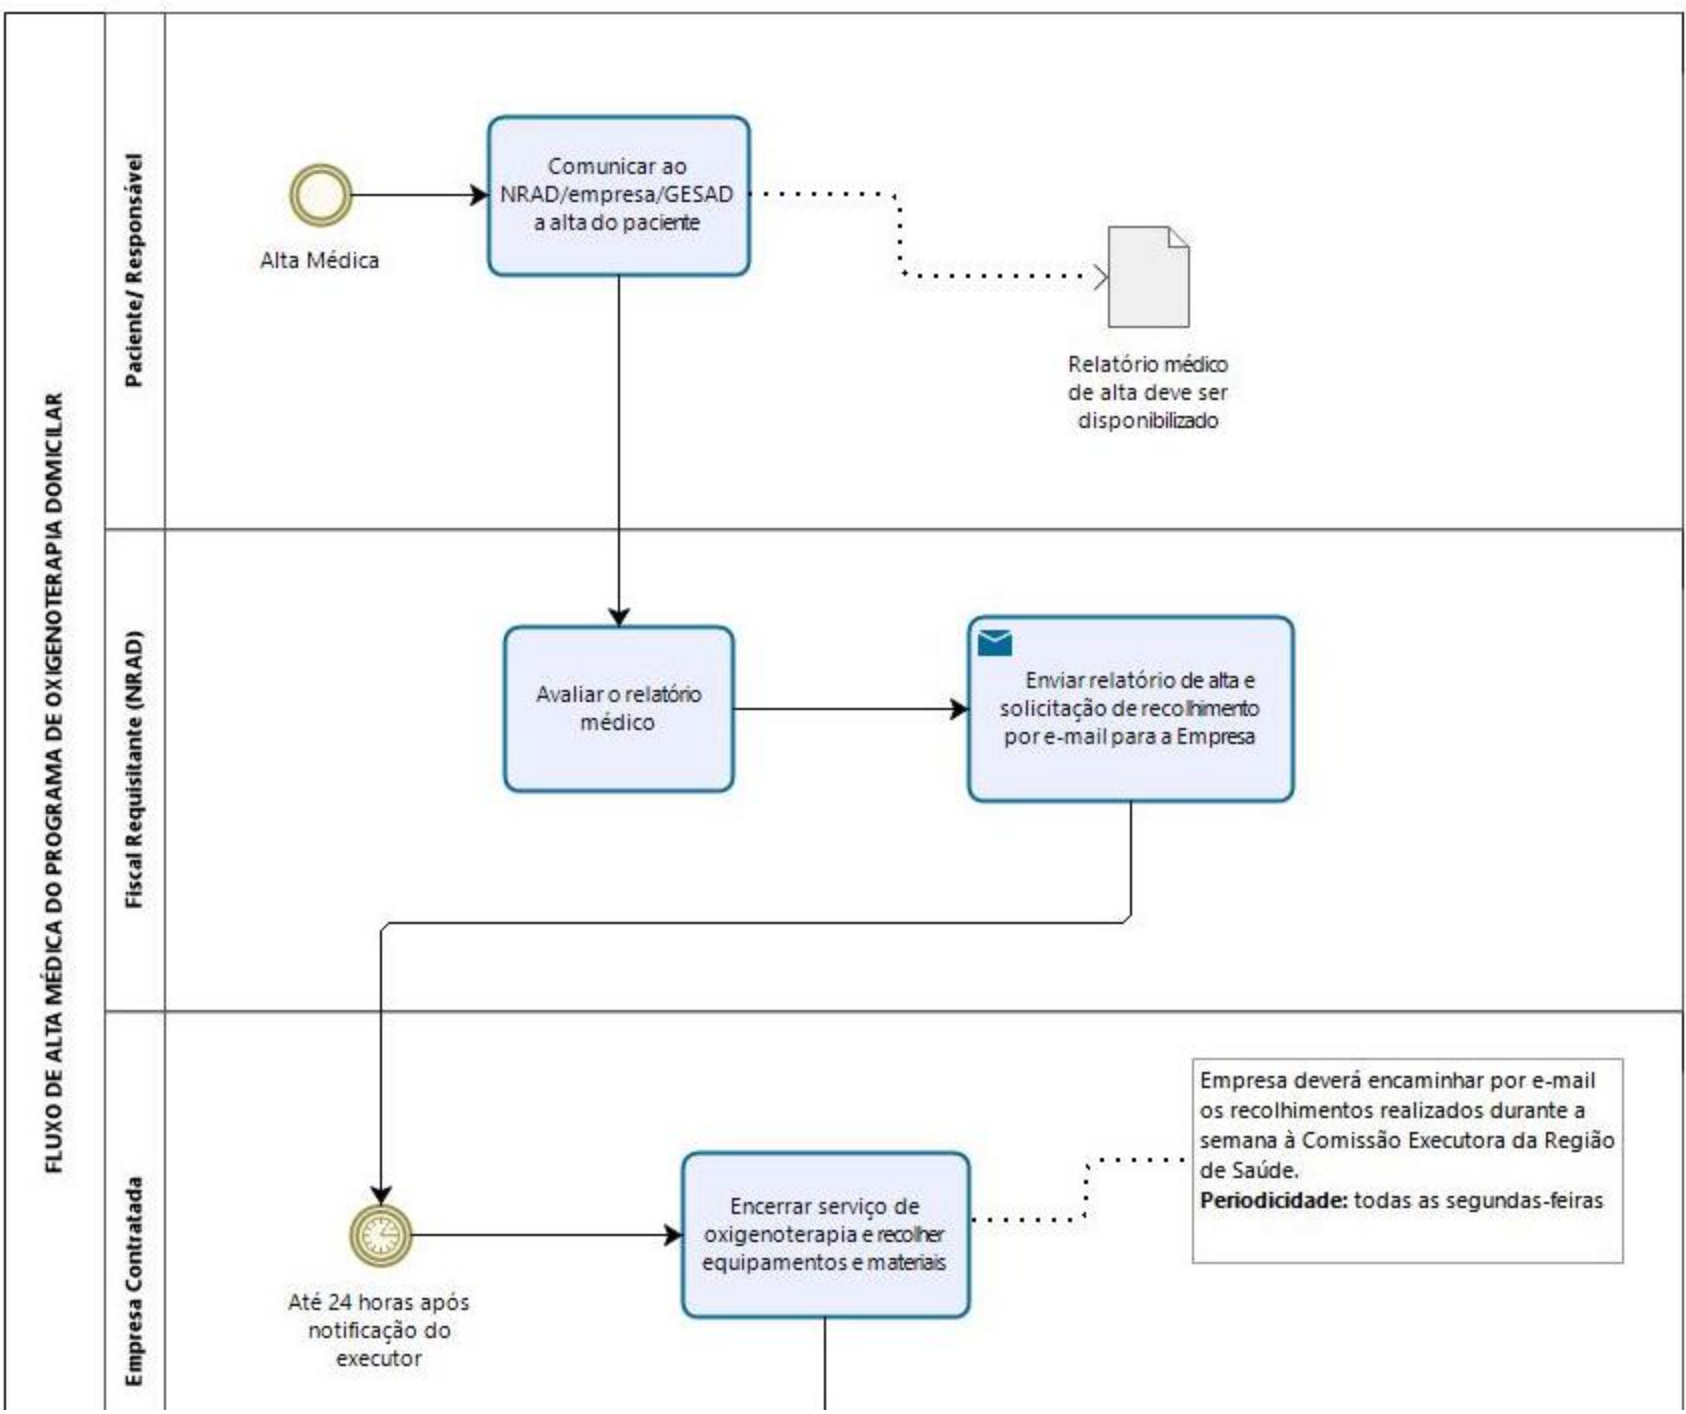 FLUXO DE ALTA MÉDICA DO PROGRAMA DE OXIGENOTERAPIA DOMICILAR
Paciente/ Responsável
Alta Médica
Comunicar ao
NRAD/empresa/GESAD
a alta do paciente
Relatório médico
de alta deve ser
disponibilizado
Fiscal Requisitante (NRAD)
Avaliar o relatório
médico
Enviar relatório de alta e
solicitação de recolhimento
por e-mail para a Empresa
Empresa Contratada
Até 24 horas após
notificação do
executor
Encerrar serviço de
oxigenoterapia e recolher
equipamentos e materiais
Empresa deverá encaminhar por e-mail
os recolhimentos realizados durante a
semana à Comissão Executora da Região
de Saúde.
Periodicidade: todas as segundas-feiras